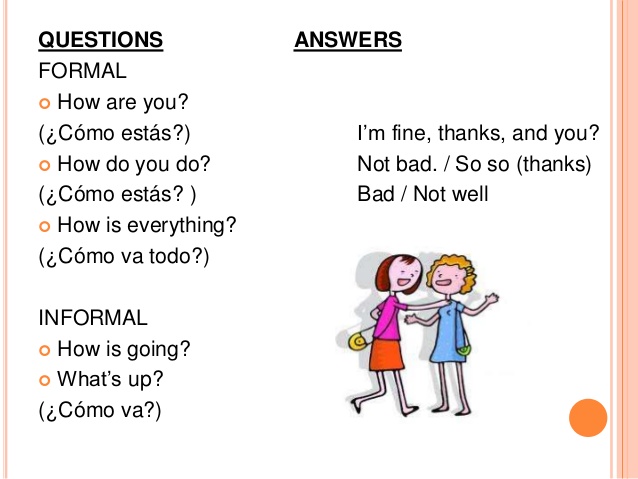 QUESTIONS ANSWERS
FORMAL
How are you?
(¿Cómo estás?) I’m fine, thanks, and you?
How do you do? Not bad. / So so (thanks)
(¿Cómo estás? ) Bad / Not well
How is everything?
(¿Cómo va todo?)
INFORMAL
How is going?
What’s up?
(¿Cómo va?)